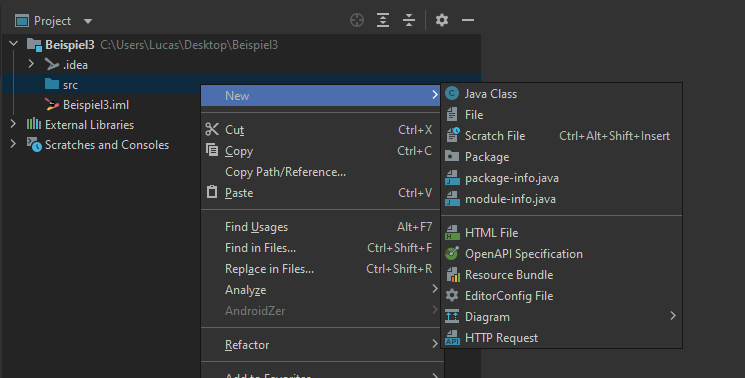 Project
Beispiel3 C:\Users\Lucas\Desktop\Beispiel3
.idea
src
Beispiel3.iml
External Libraries
Scratches and Consoles
New
Cut Ctrl+X
Copy Ctrl+C
Copy Path/Reference...
Paste Ctrl+V
Find Usages Alt+F7
Find in Files... Ctrl+Shift+F
Replace in Files... Ctrl+Shift+R
Analyze
AndroidZer
Refactor
Add to Favorites
Java Class
File
Scratch File Ctrl+Alt+Shift+Insert
Package
package-info.java
module-info.java
HTML File
OpenAPI Specification
Resource Bundle
EditorConfig File
Diagram
HTTP Request